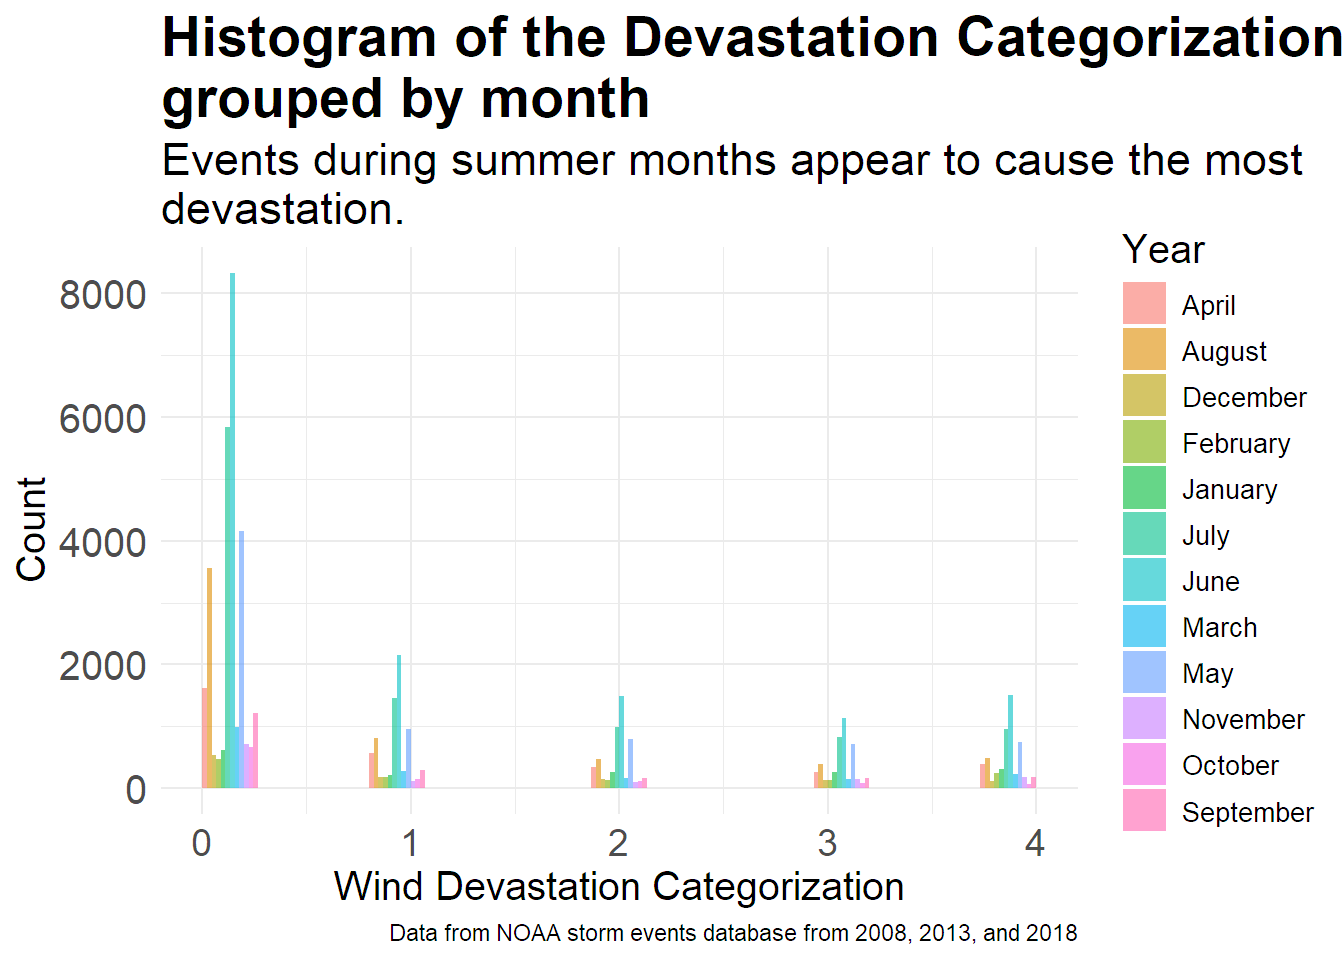 Histogram of the Devastation Categorization
grouped by month
Events during summer months appear to cause the most
devastation.
Year
April
August
December
February
January
July
June
March
May
November
October
September
Count
8000
6000
4000
2000
0
0 1 2 3 4
Wind Devastation Categorization
Data from NOAA storm events database from 2008, 2013, and 2018